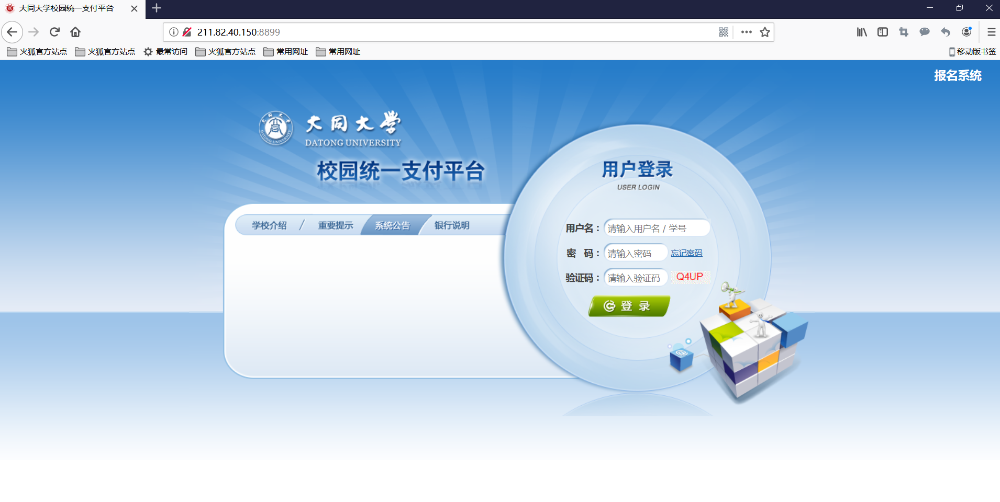 大同大学校园统一支付平台
211.82.40.150:8899
火狐官方站点 火狐官方站点 最常访问 火狐官方站点 常用网址 常用网址 移动版书签
报名系统
大同大学
DATONG UNIVERSITY
校园统一支付平台
学校介绍 / 重要提示 系统公告 银行说明
用户登录
USER LOGIN
用户名： 请输入用户名 / 学号
密 码： 请输入密码 忘记密码
验证码： 请输入验证码 Q4UP
登 录